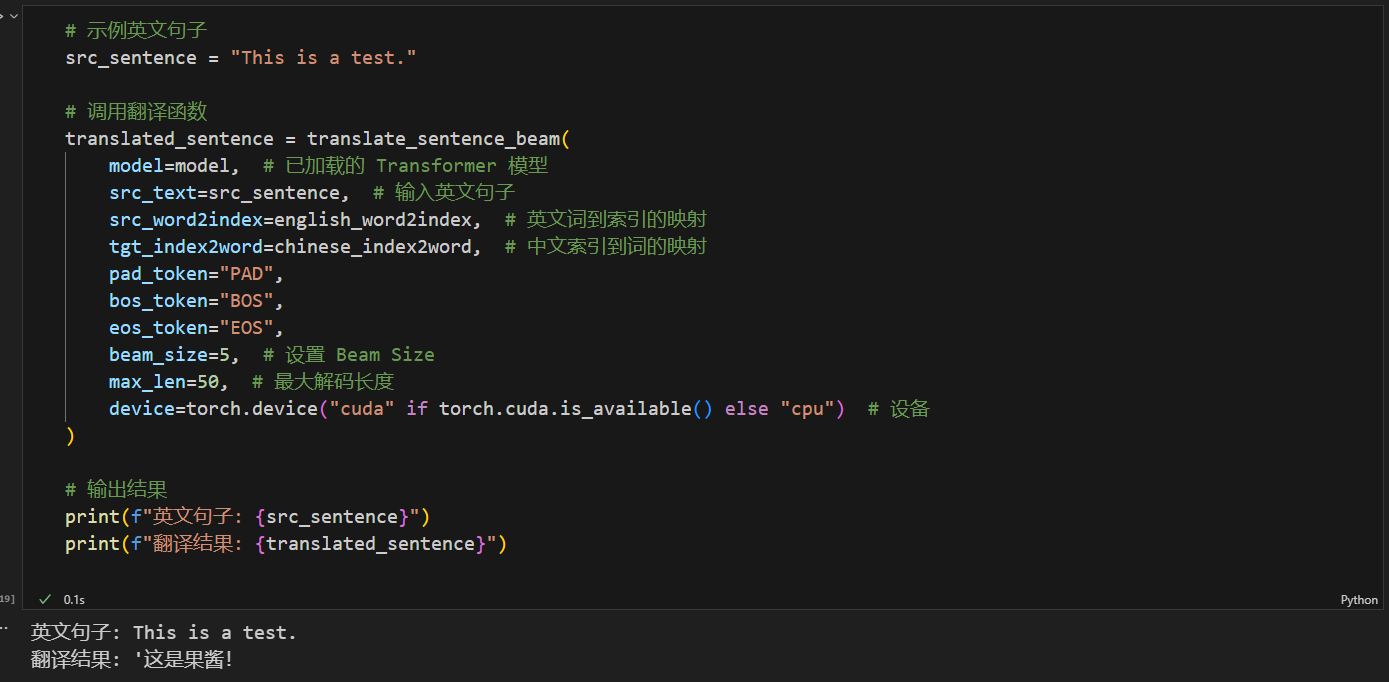 # 示例英文句子
src_sentence = "This is a test."
# 调用翻译函数
translated_sentence = translate_sentence_beam(
    model=model,  # 已加载的 Transformer 模型
    src_text=src_sentence,  # 输入英文句子
    src_word2index=english_word2index,  # 英文词到索引的映射
    tgt_index2word=chinese_index2word,  # 中文索引到词的映射
    pad_token="PAD",
    bos_token="BOS",
    eos_token="EOS",
    beam_size=5,  # 设置 Beam Size
    max_len=50,  # 最大解码长度
    device=torch.device("cuda" if torch.cuda.is_available() else "cpu")  # 设备
)
# 输出结果
print(f"英文句子: {src_sentence}")
print(f"翻译结果: {translated_sentence}")
19] 0.1s Python
英文句子: This is a test.
翻译结果: '这是果酱!